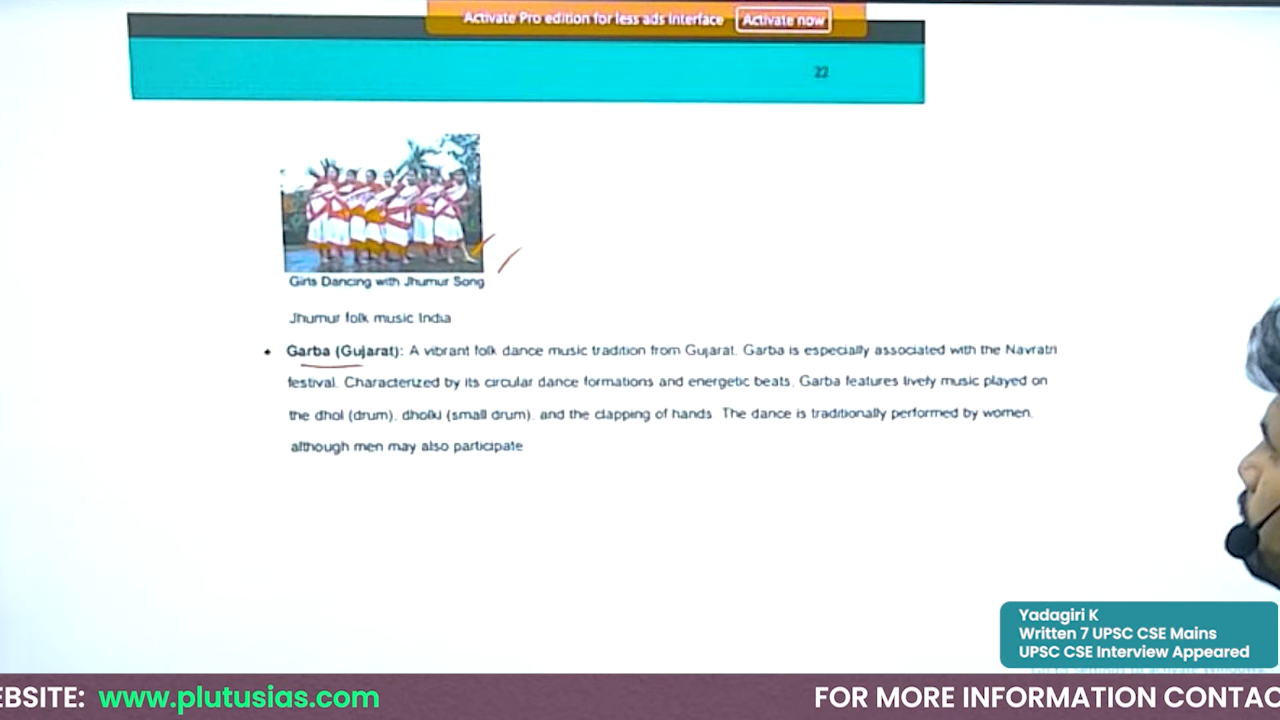 Activate Pro edition for less ads interface Activate now
22
Girls Dancing with Jhumur Song
Jhumur folk music India
• Garba (Gujarat): A vibrant folk dance music tradition from Gujarat. Garba is especially associated with the Navratri
festival. Characterized by its circular dance formations and energetic beats, Garba features lively music played on
the dhol (drum), dholki (small drum), and the clapping of hands. The dance is traditionally performed by women,
although men may also participate
Yadagiri K
Written 7 UPSC CSE Mains
UPSC CSE Interview Appeared
EBSITE: www.plutusias.com FOR MORE INFORMATION CONTAC